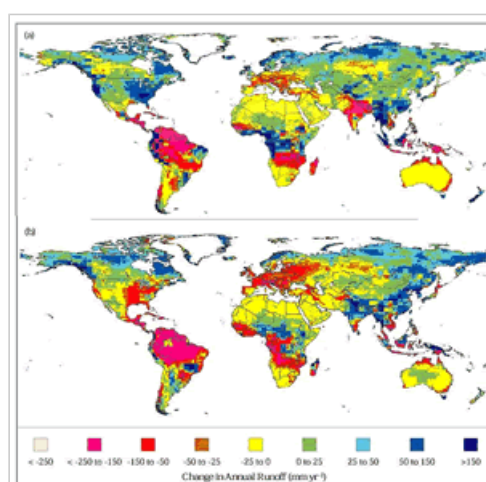 (a)
(b)
< -250 < -250 to -150 -150 to -50 -50 to -25 -25 to 0 0 to 25 25 to 50 50 to 150 >150
Change In Annual Runoff (mm yr⁻¹)